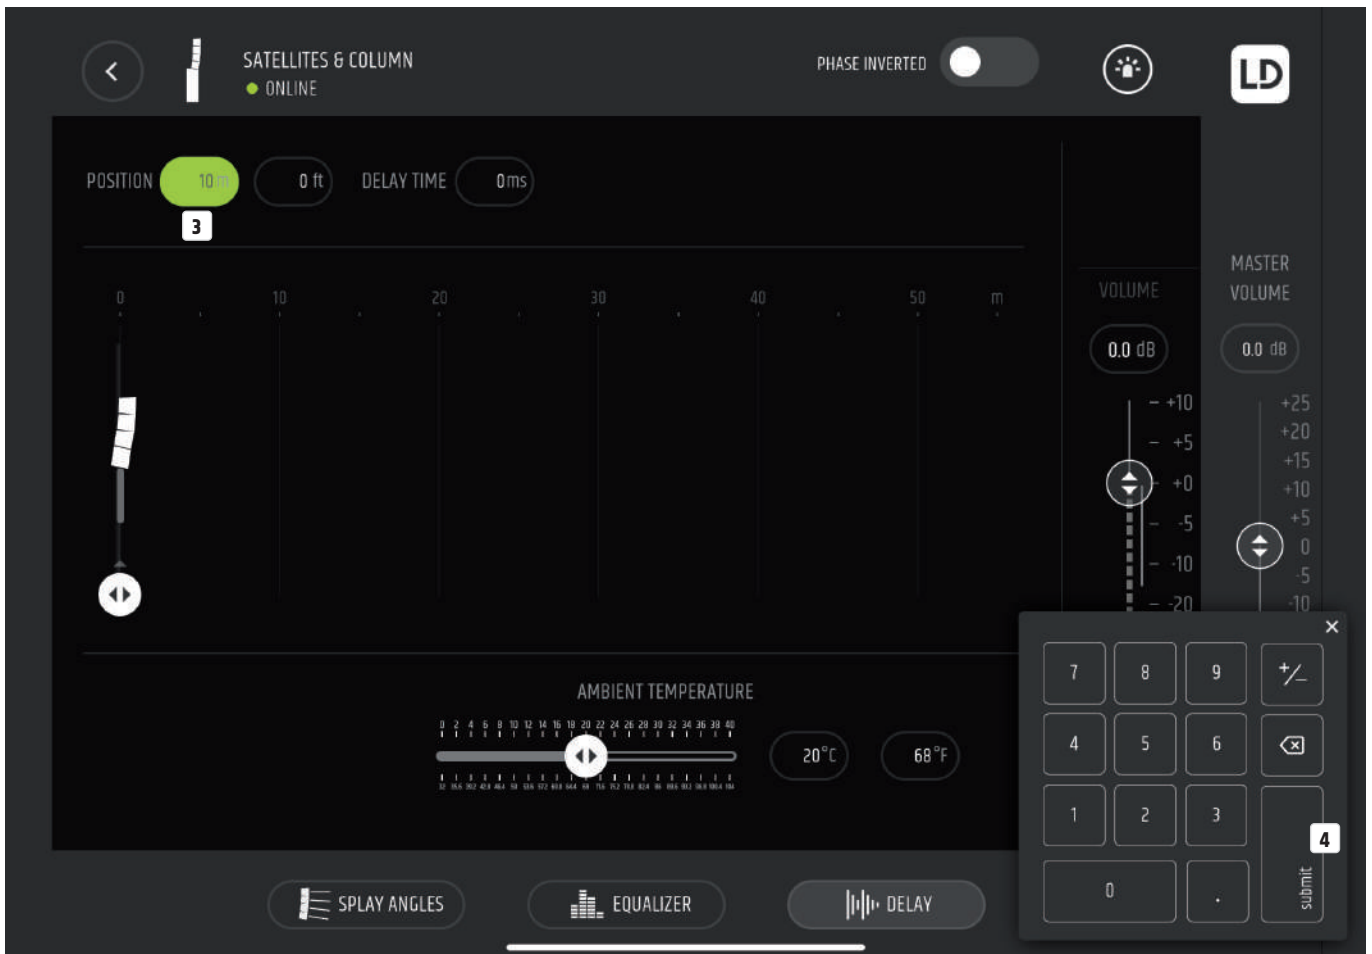 SATELLITES & COLUMN
ONLINE
PHASE INVERTED
LD
POSITION 10 m 0 ft DELAY TIME 0ms
3
0 10 20 30 40 50 m
VOLUME
0.0 dB
+10
+5
+0
-5
-10
-20
MASTER
VOLUME
0.0 dB
+25
+20
+15
+10
+5
0
-5
-10
AMBIENT TEMPERATURE
0 2 4 6 8 10 12 14 16 18 20 22 24 26 28 30 32 34 36 38 40
20°C 68°F
7 8 9 +/-
4 5 6
1 2 3
4
0 . submit
SPLAY ANGLES EQUALIZER DELAY